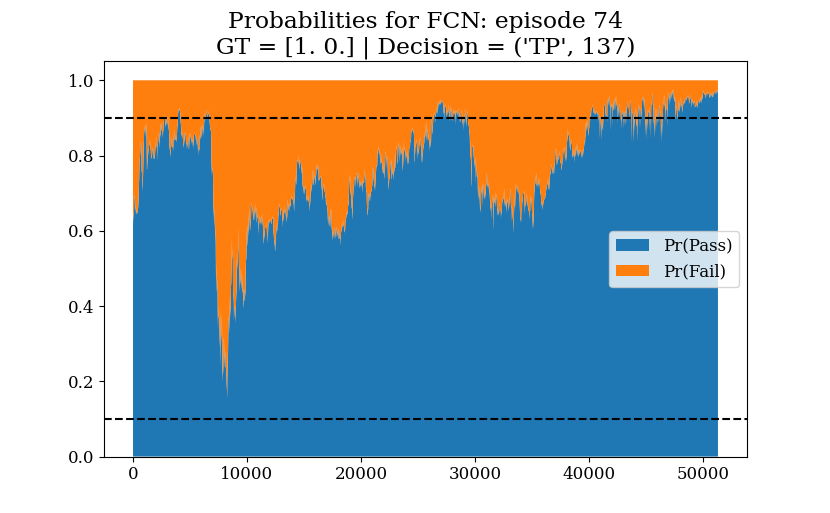 Probabilities for FCN: episode 74
GT = [1. 0.] | Decision = ('TP', 137)
1.0
0.8
0.6
0.4
0.2
0.0
Pr(Pass)
Pr(Fail)
0 10000 20000 30000 40000 50000